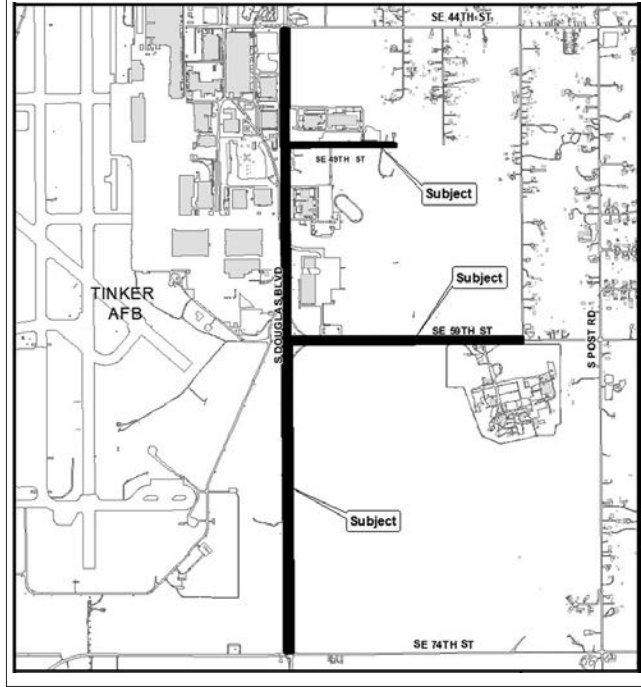 SE 44TH ST
SE 49TH ST
Subject
Subject
TINKER
AFB
S DOUGLAS BLVD
SE 59TH ST
S POST RD
Subject
SE 74TH ST